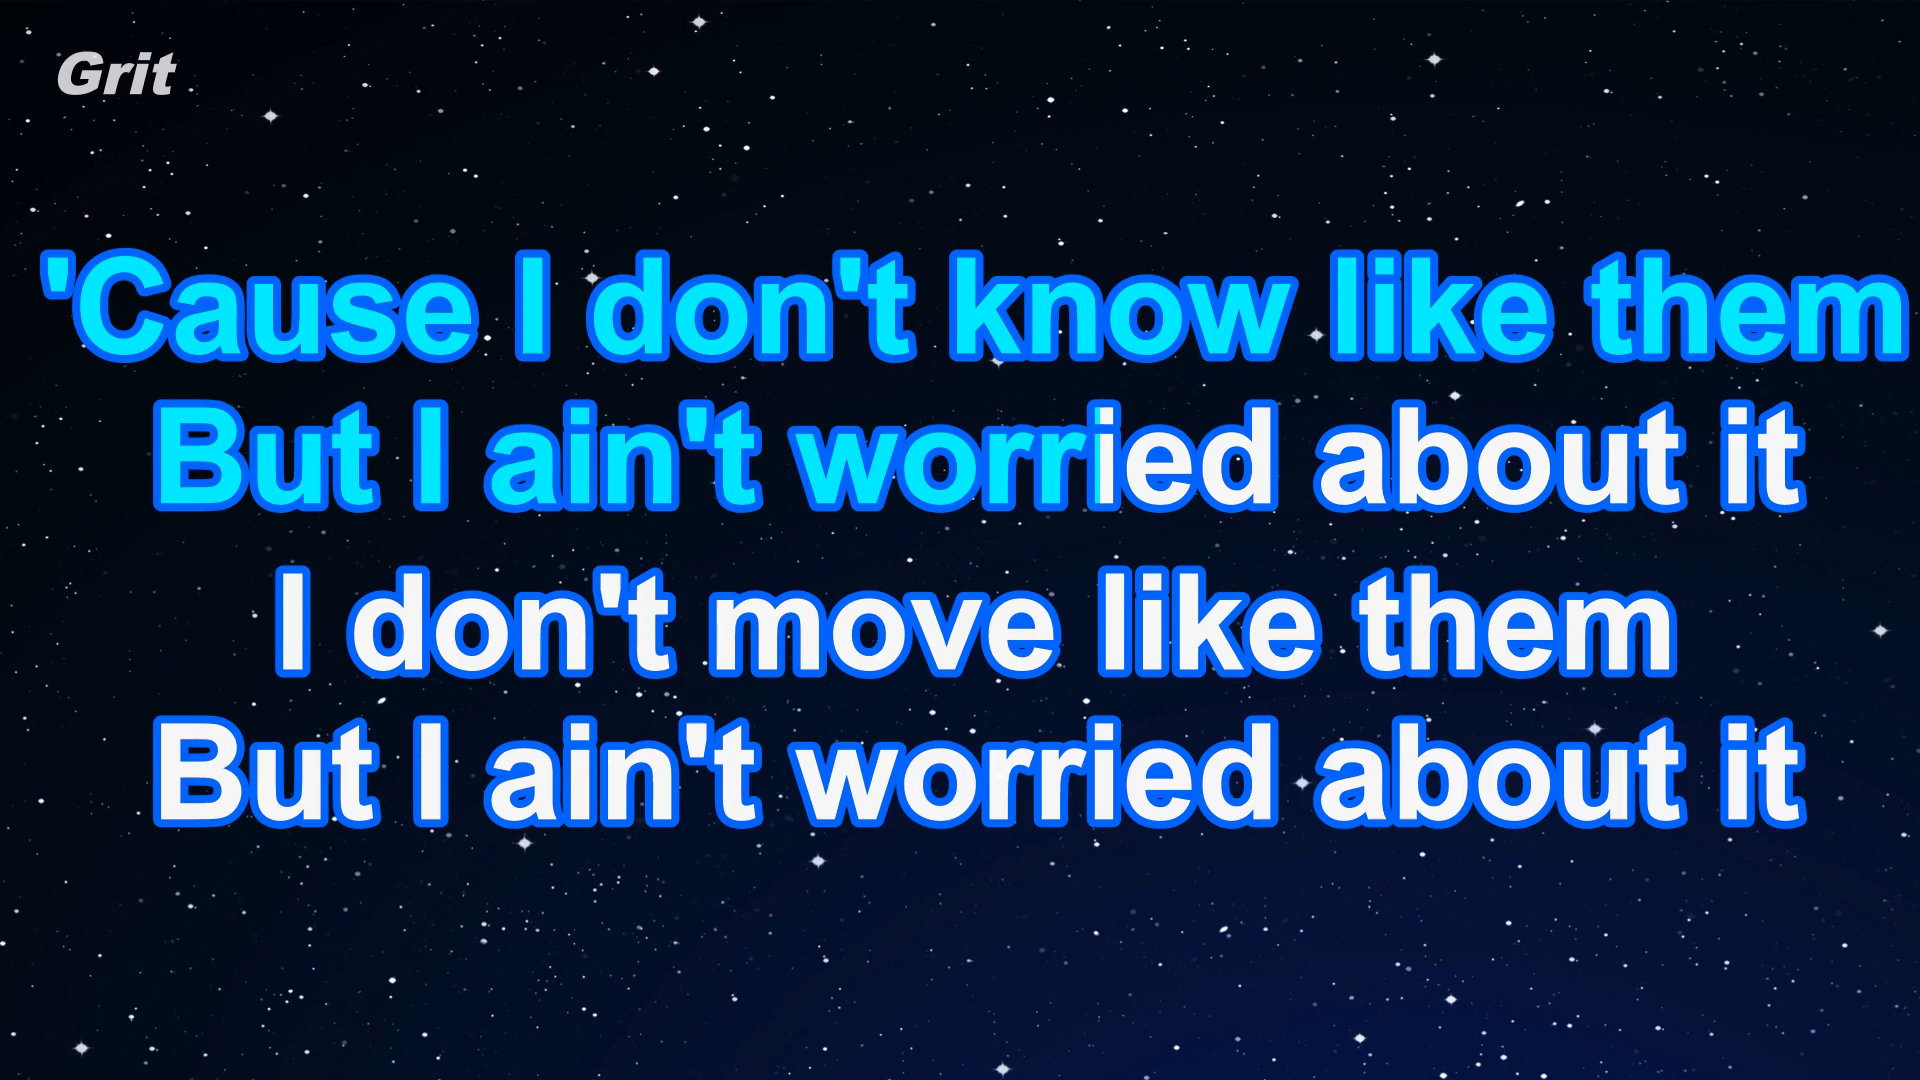 Grit
'Cause I don't know like them
But I ain't worried about it
I don't move like them
But I ain't worried about it